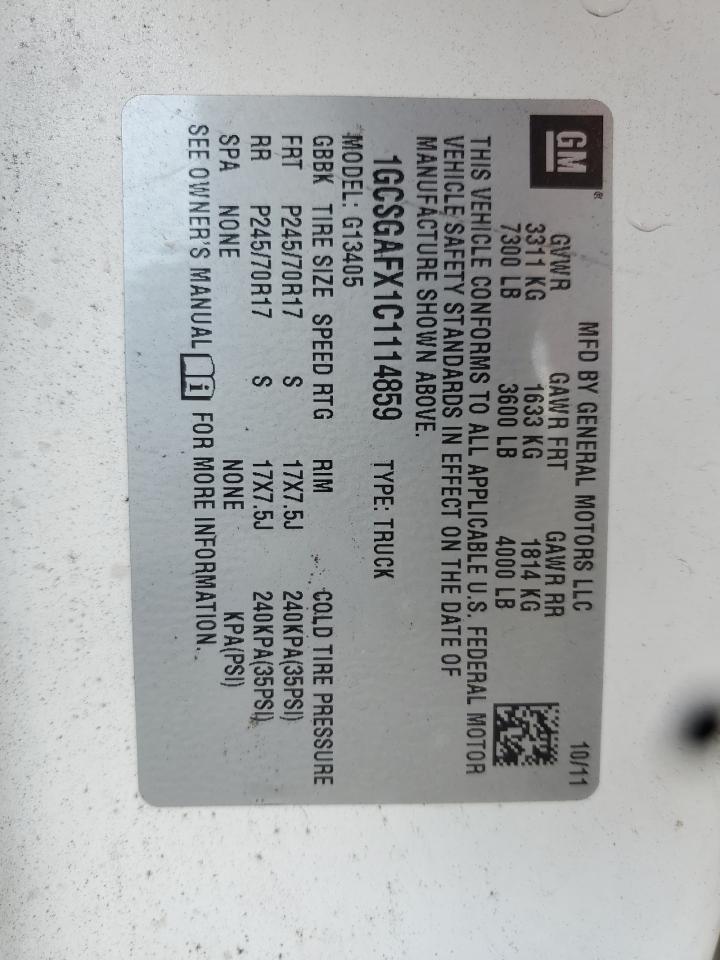 GM®
MFD BY GENERAL MOTORS LLC 10/11
GVWR GAWR FRT GAWR RR
3311 KG 1633 KG 1814 KG
7300 LB 3600 LB 4000 LB
THIS VEHICLE CONFORMS TO ALL APPLICABLE U.S. FEDERAL MOTOR
VEHICLE SAFETY STANDARDS IN EFFECT ON THE DATE OF
MANUFACTURE SHOWN ABOVE.
1GCSGAFX1C1114859 TYPE: TRUCK
MODEL: G13405
GBBK TIRE SIZE SPEED RTG RIM COLD TIRE PRESSURE
FRT P245/70R17 S 17X7.5J 240KPA(35PSI)
RR P245/70R17 S 17X7.5J 240KPA(35PSI)
SPA NONE NONE KPA(PSI)
SEE OWNER'S MANUAL i FOR MORE INFORMATION.